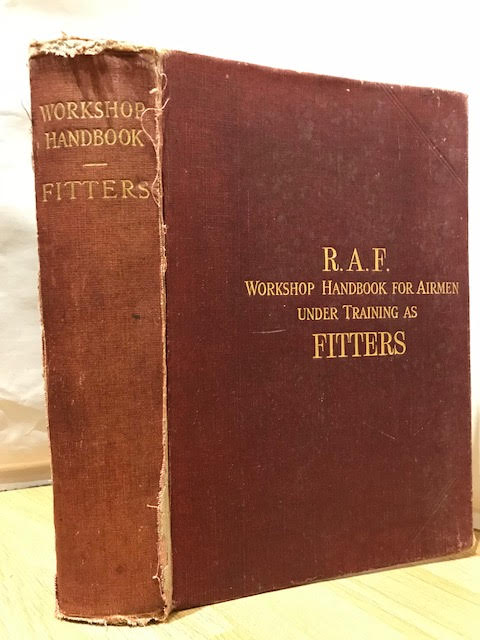 WORKSHOP
HANDBOOK
FITTERS
R.A.F.
WORKSHOP HANDBOOK FOR AIRMEN
UNDER TRAINING AS
FITTERS